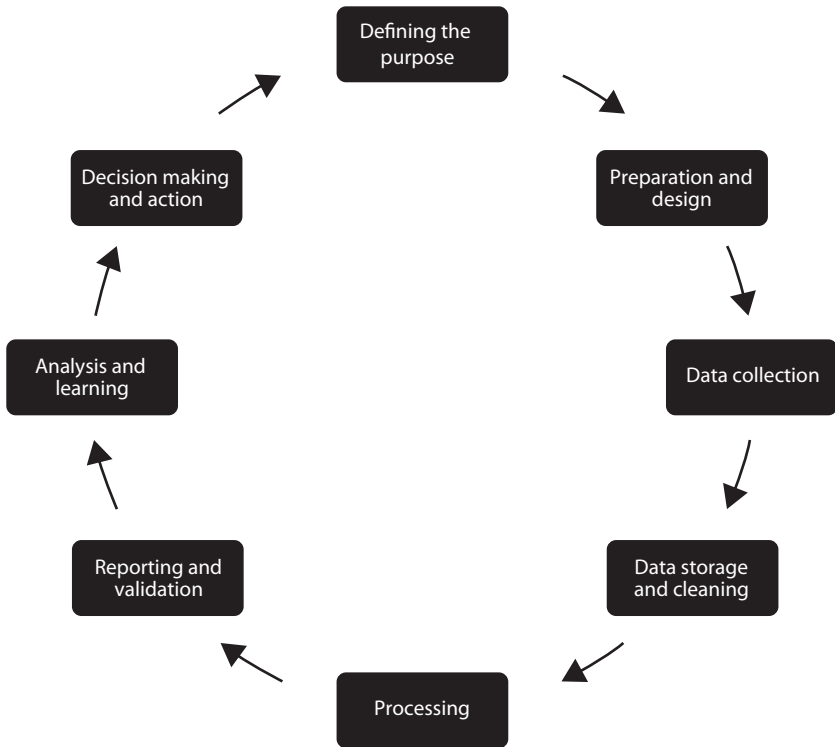 Defining the
purpose
Preparation and
design
Data collection
Data storage
and cleaning
Processing
Reporting and
validation
Analysis and
learning
Decision making
and action